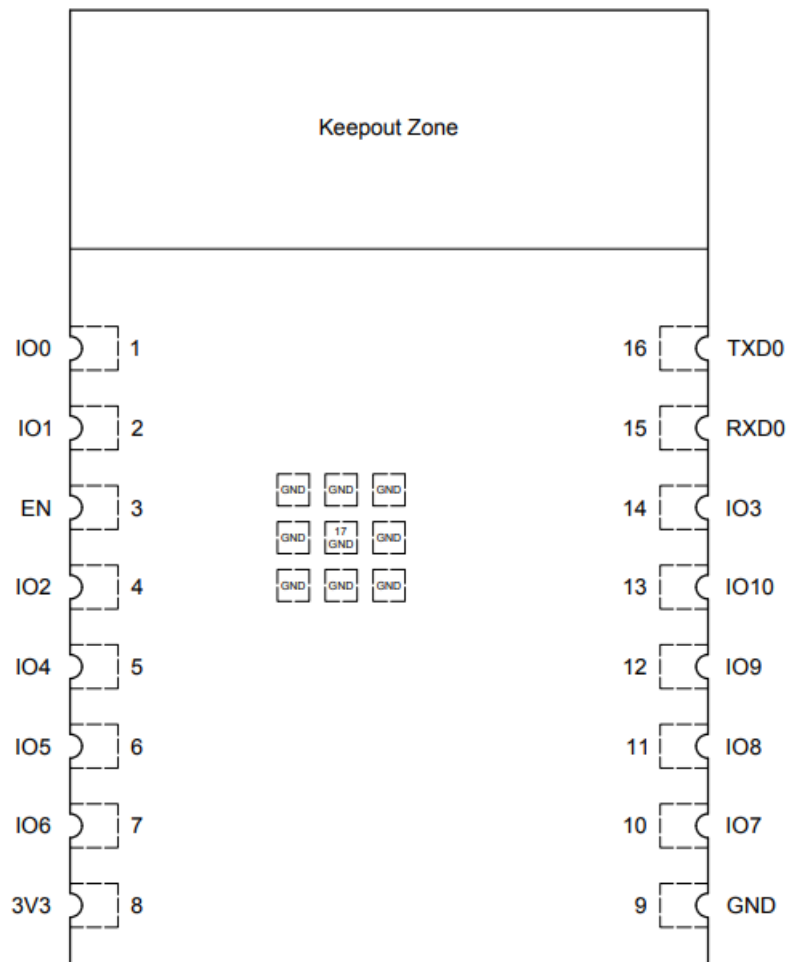 Keepout Zone
IO0 1 16 TXD0
IO1 2 15 RXD0
GND GND GND
EN 3 14 IO3
GND 17 GND GND
IO2 4 13 IO10
GND GND GND
IO4 5 12 IO9
IO5 6 11 IO8
IO6 7 10 IO7
3V3 8 9 GND